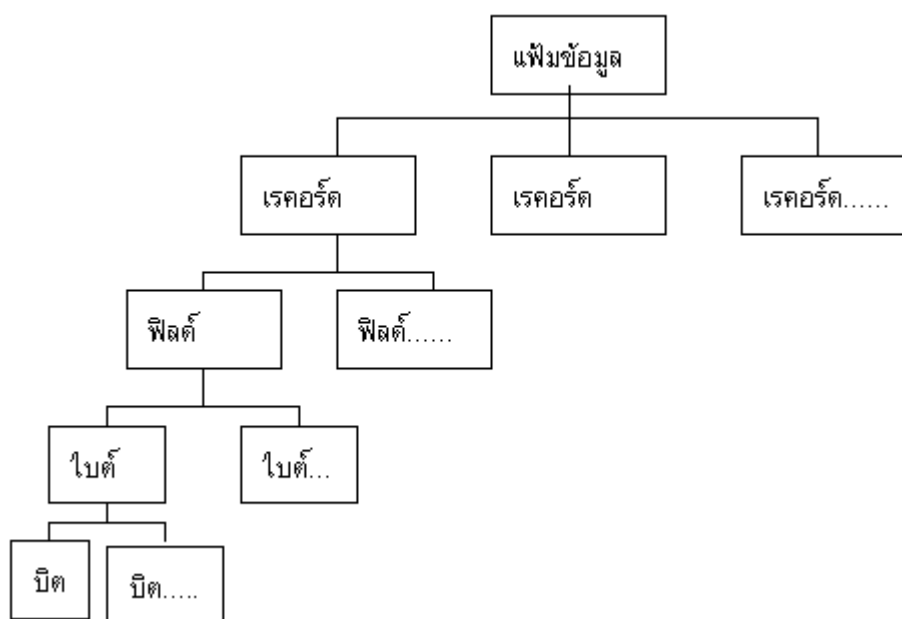 แฟ้มข้อมูล
เรคอร์ด
เรคอร์ด
เรคอร์ด......
ฟิลด์
ฟิลด์......
ใบต์
ใบต์...
บิต
บิต.....